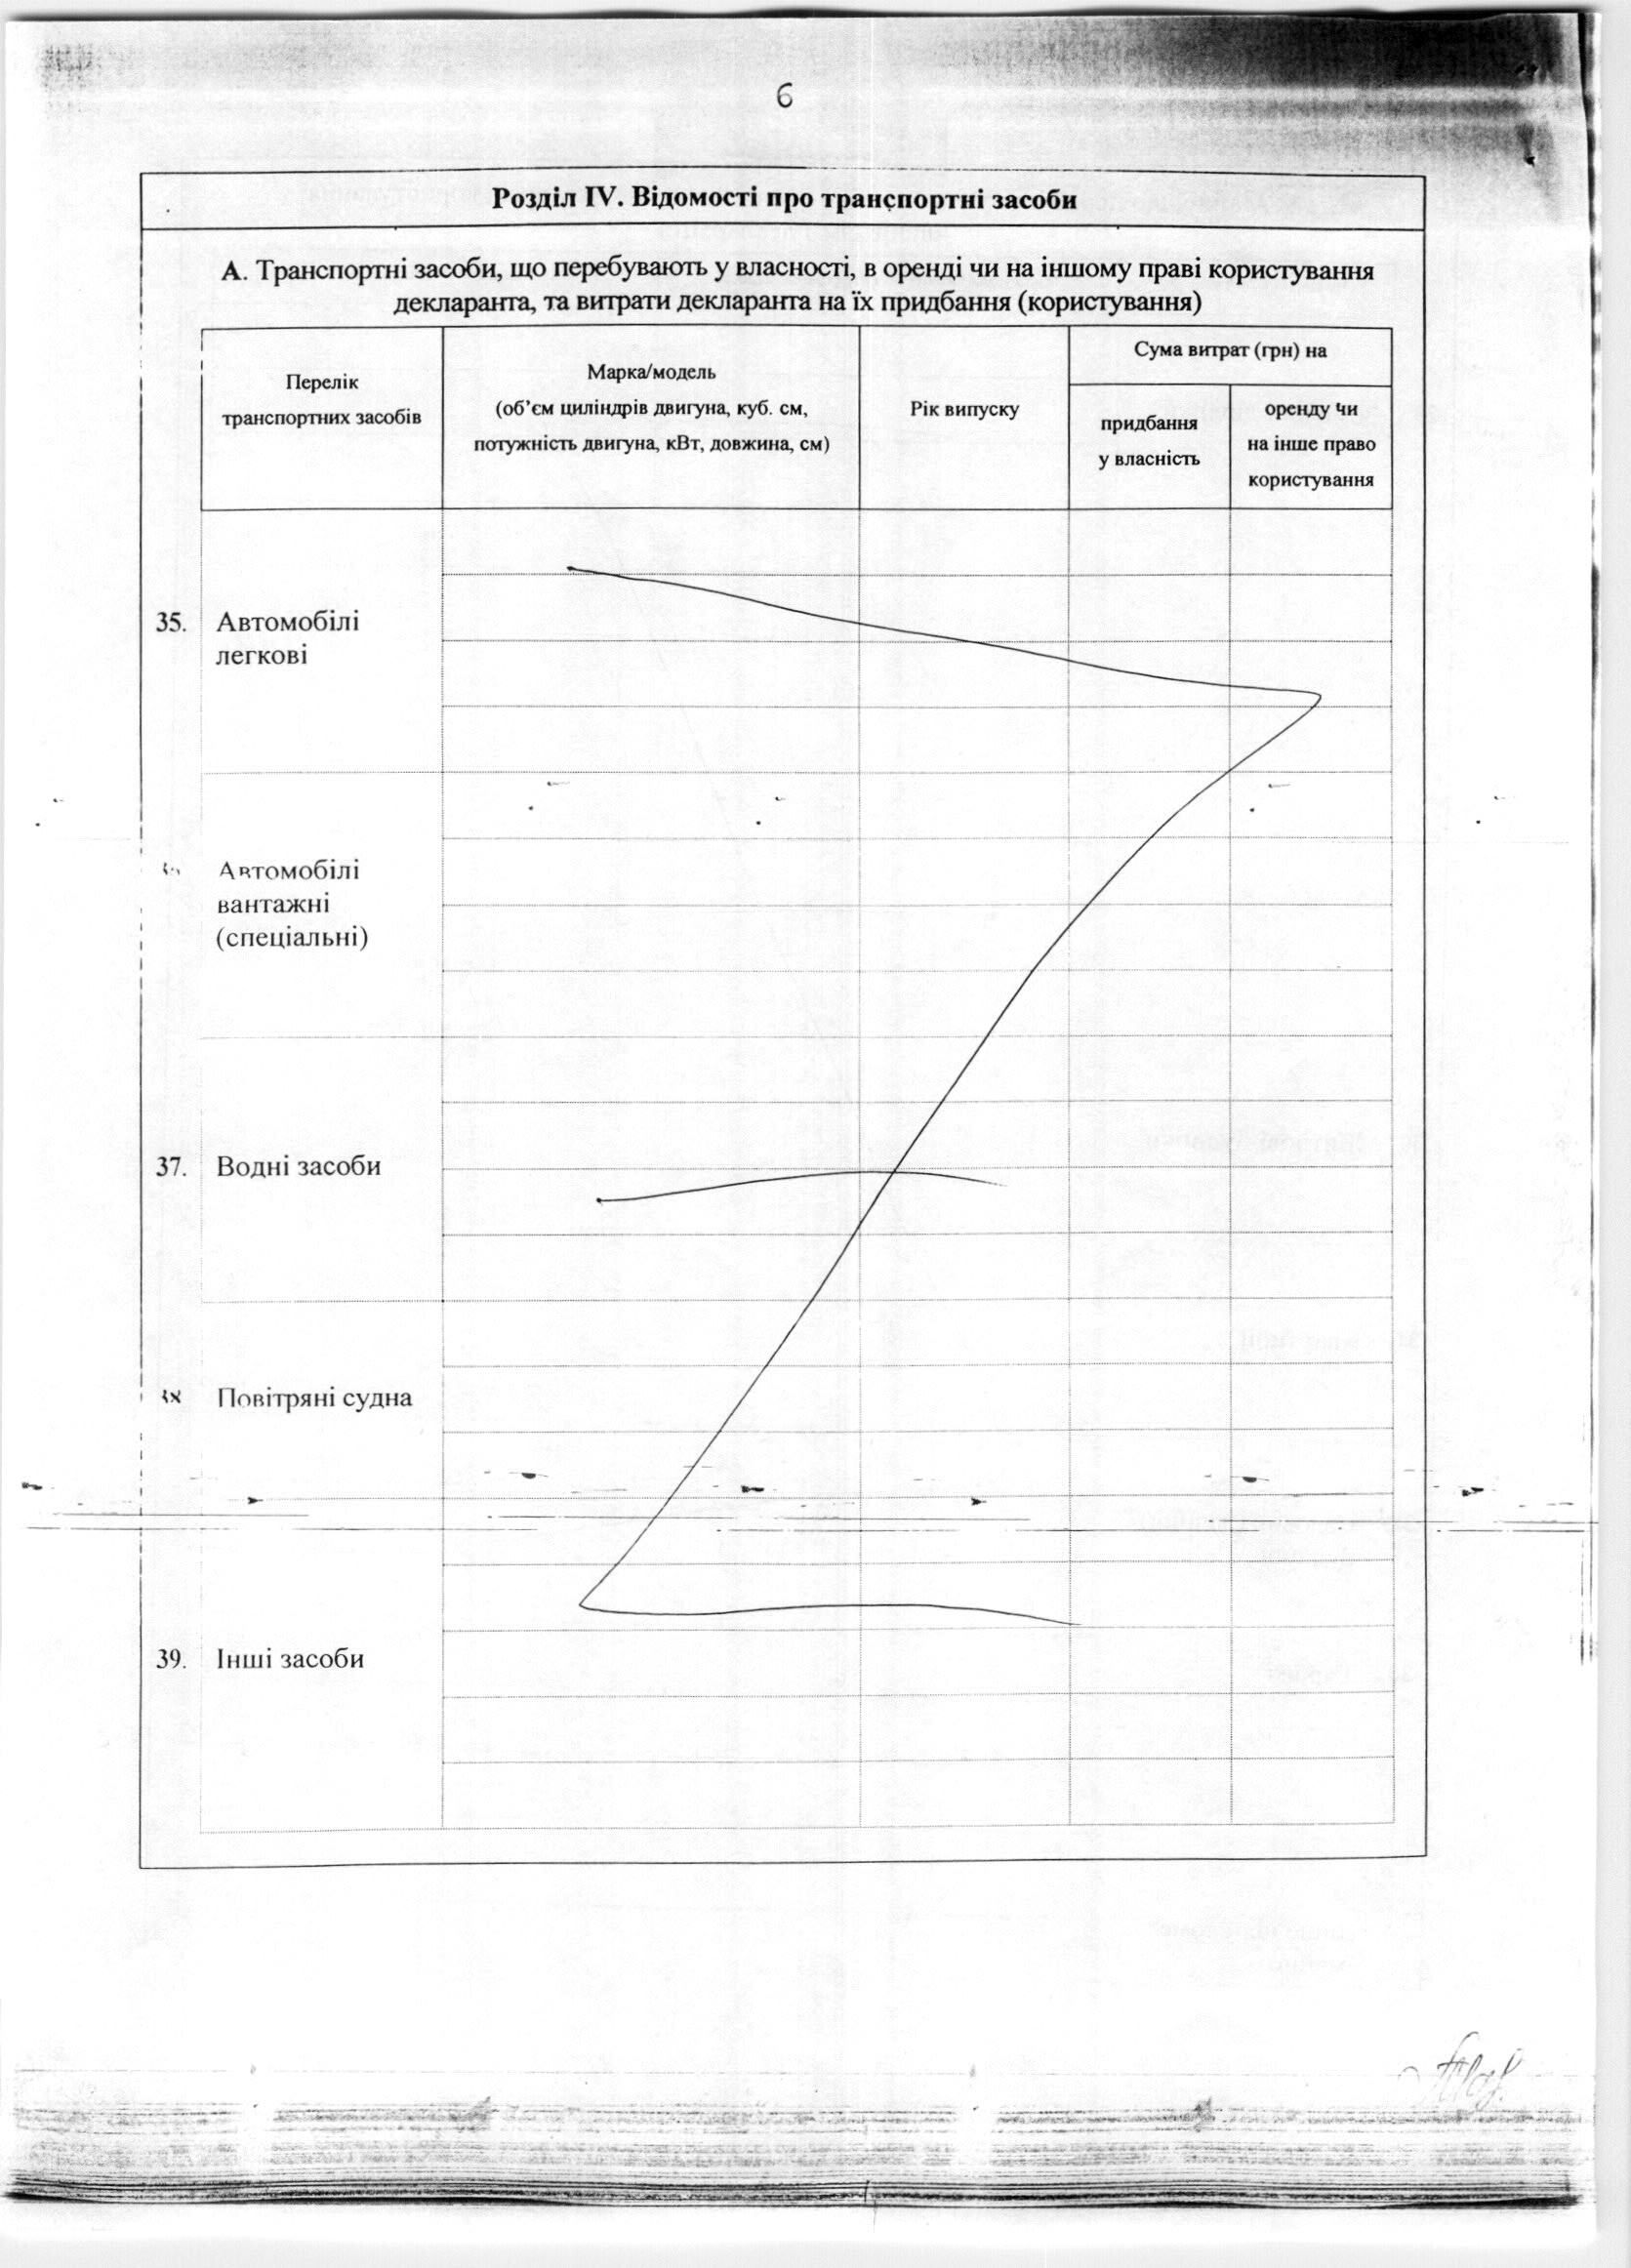 6
Розділ IV. Відомості про транспортні засоби
А. Транспортні засоби, що перебувають у власності, в оренді чи на іншому праві користування
декларанта, та витрати декларанта на їх придбання (користування)
Перелік
транспортних засобів
Марка/модель
(об’єм циліндрів двигуна, куб. см,
потужність двигуна, кВт, довжина, см)
Рік випуску
Сума витрат (грн) на
придбання
у власність
оренду чи
на інше право
користування
35. Автомобілі
легкові
Автомобілі
вантажні
(спеціальні)
37. Водні засоби
38 Повітряні судна
39. Інші засоби